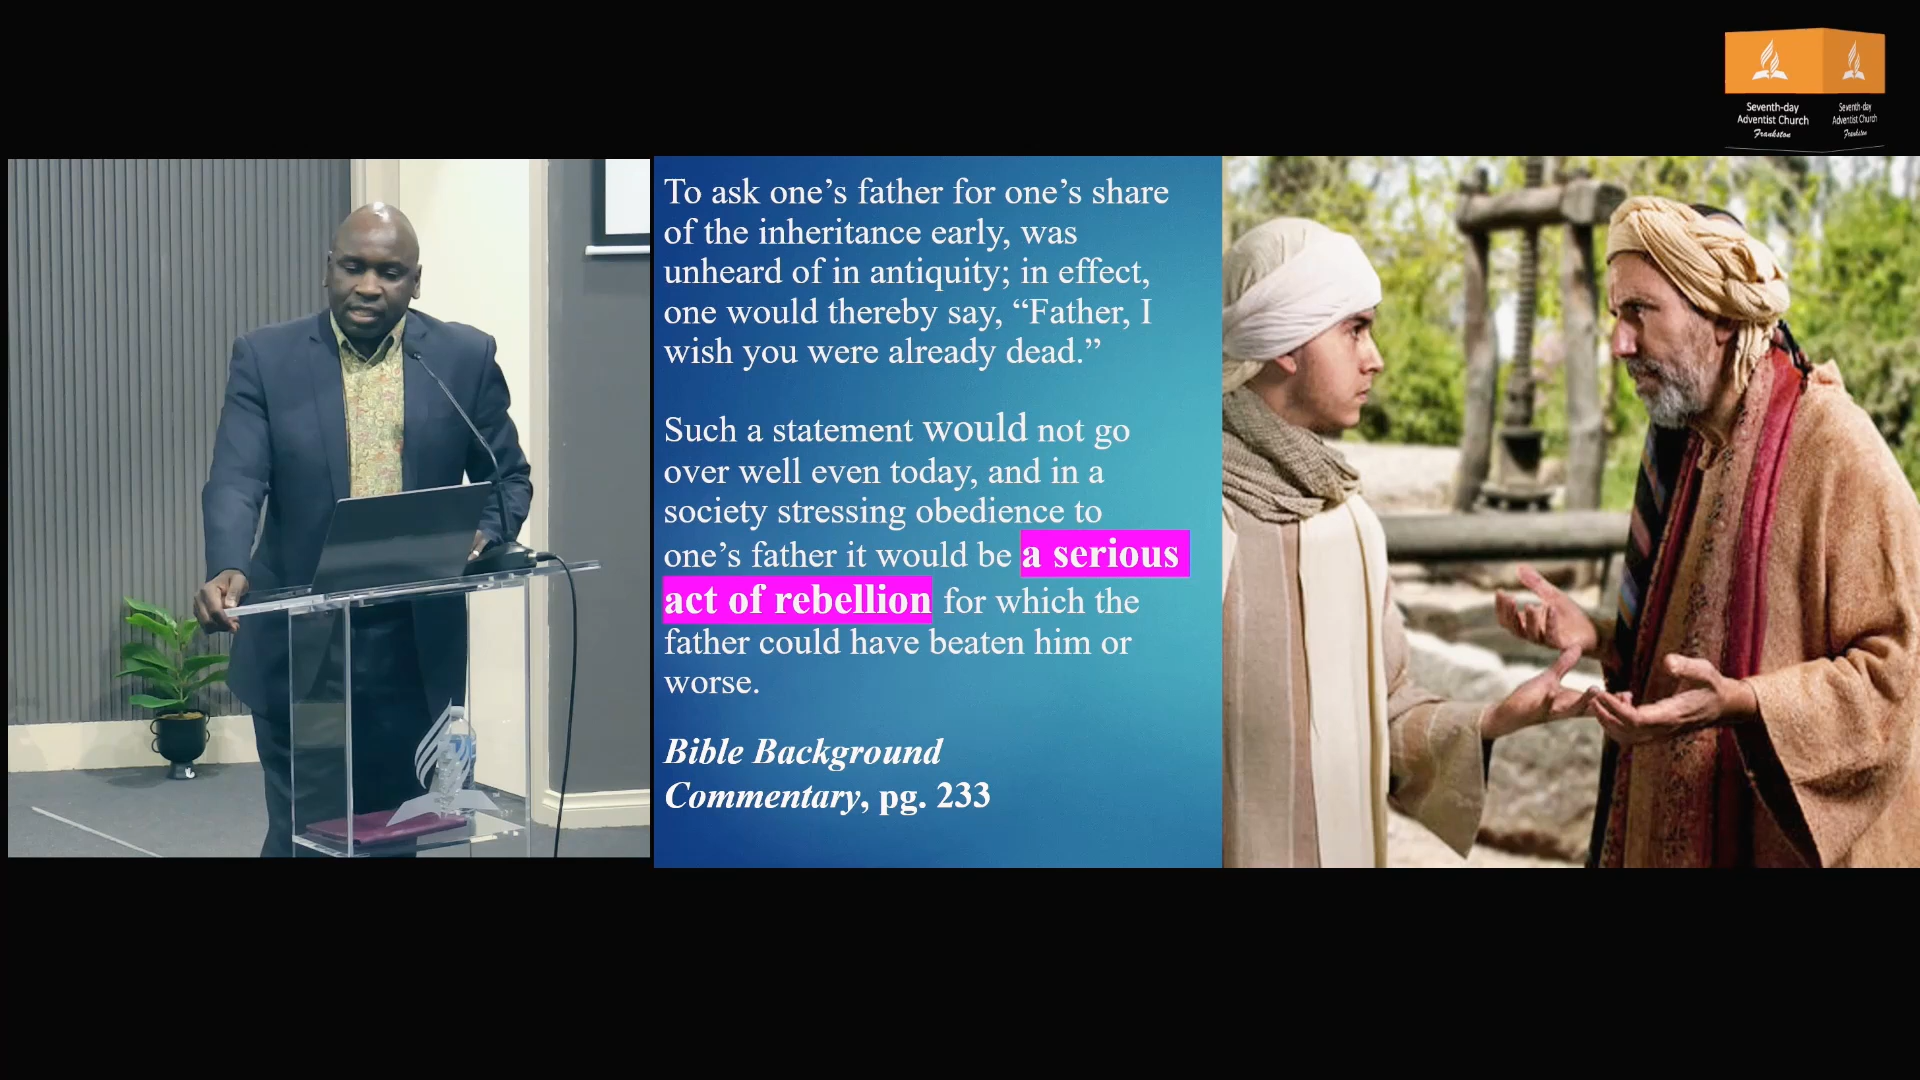 Seventh-day
Adventist Church
Frankston
Seventh-day
Adventist Church
Frankston
To ask one’s father for one’s share
of the inheritance early, was
unheard of in antiquity; in effect,
one would thereby say, “Father, I
wish you were already dead.”
Such a statement would not go
over well even today, and in a
society stressing obedience to
one’s father it would be a serious
act of rebellion for which the
father could have beaten him or
worse.
Bible Background
Commentary, pg. 233